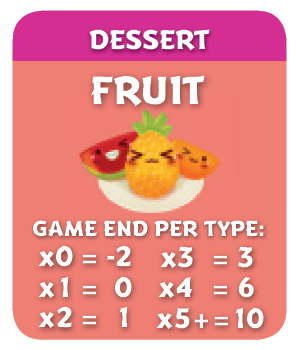 DESSERT
FRUIT
GAME END PER TYPE:
x0 = -2 x3 = 3
x1 = 0 x4 = 6
x2 = 1 x5+ = 10